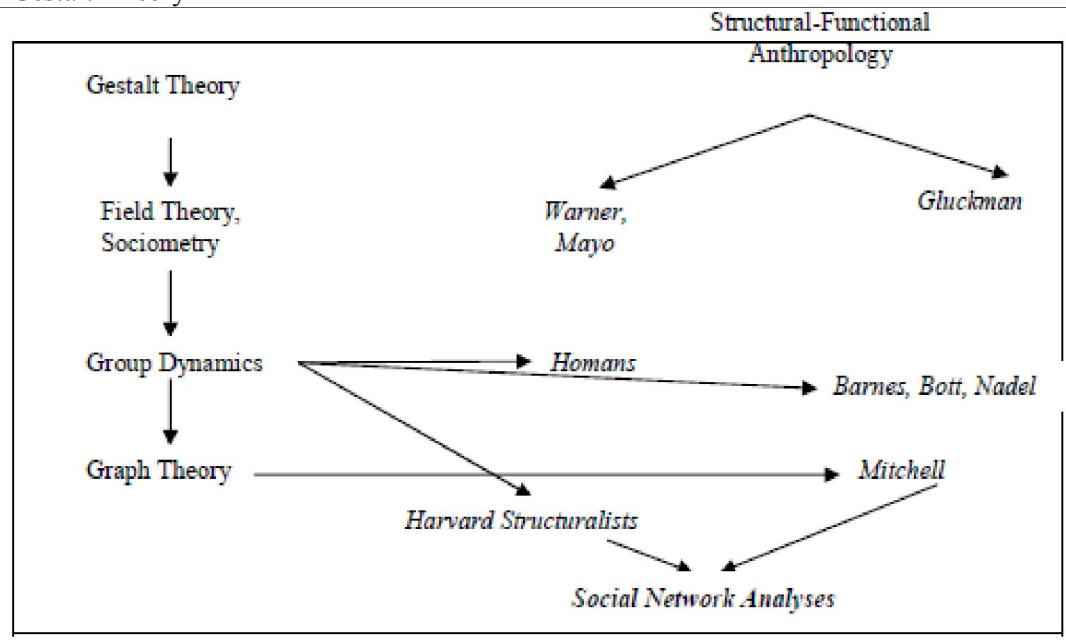 Structural-Functional
Anthropology
Gestalt Theory
Field Theory,
Sociometry
Warner,
Mayo
Gluckman
Group Dynamics
Homans
Barnes, Bott, Nadel
Graph Theory
Mitchell
Harvard Structuralists
Social Network Analyses